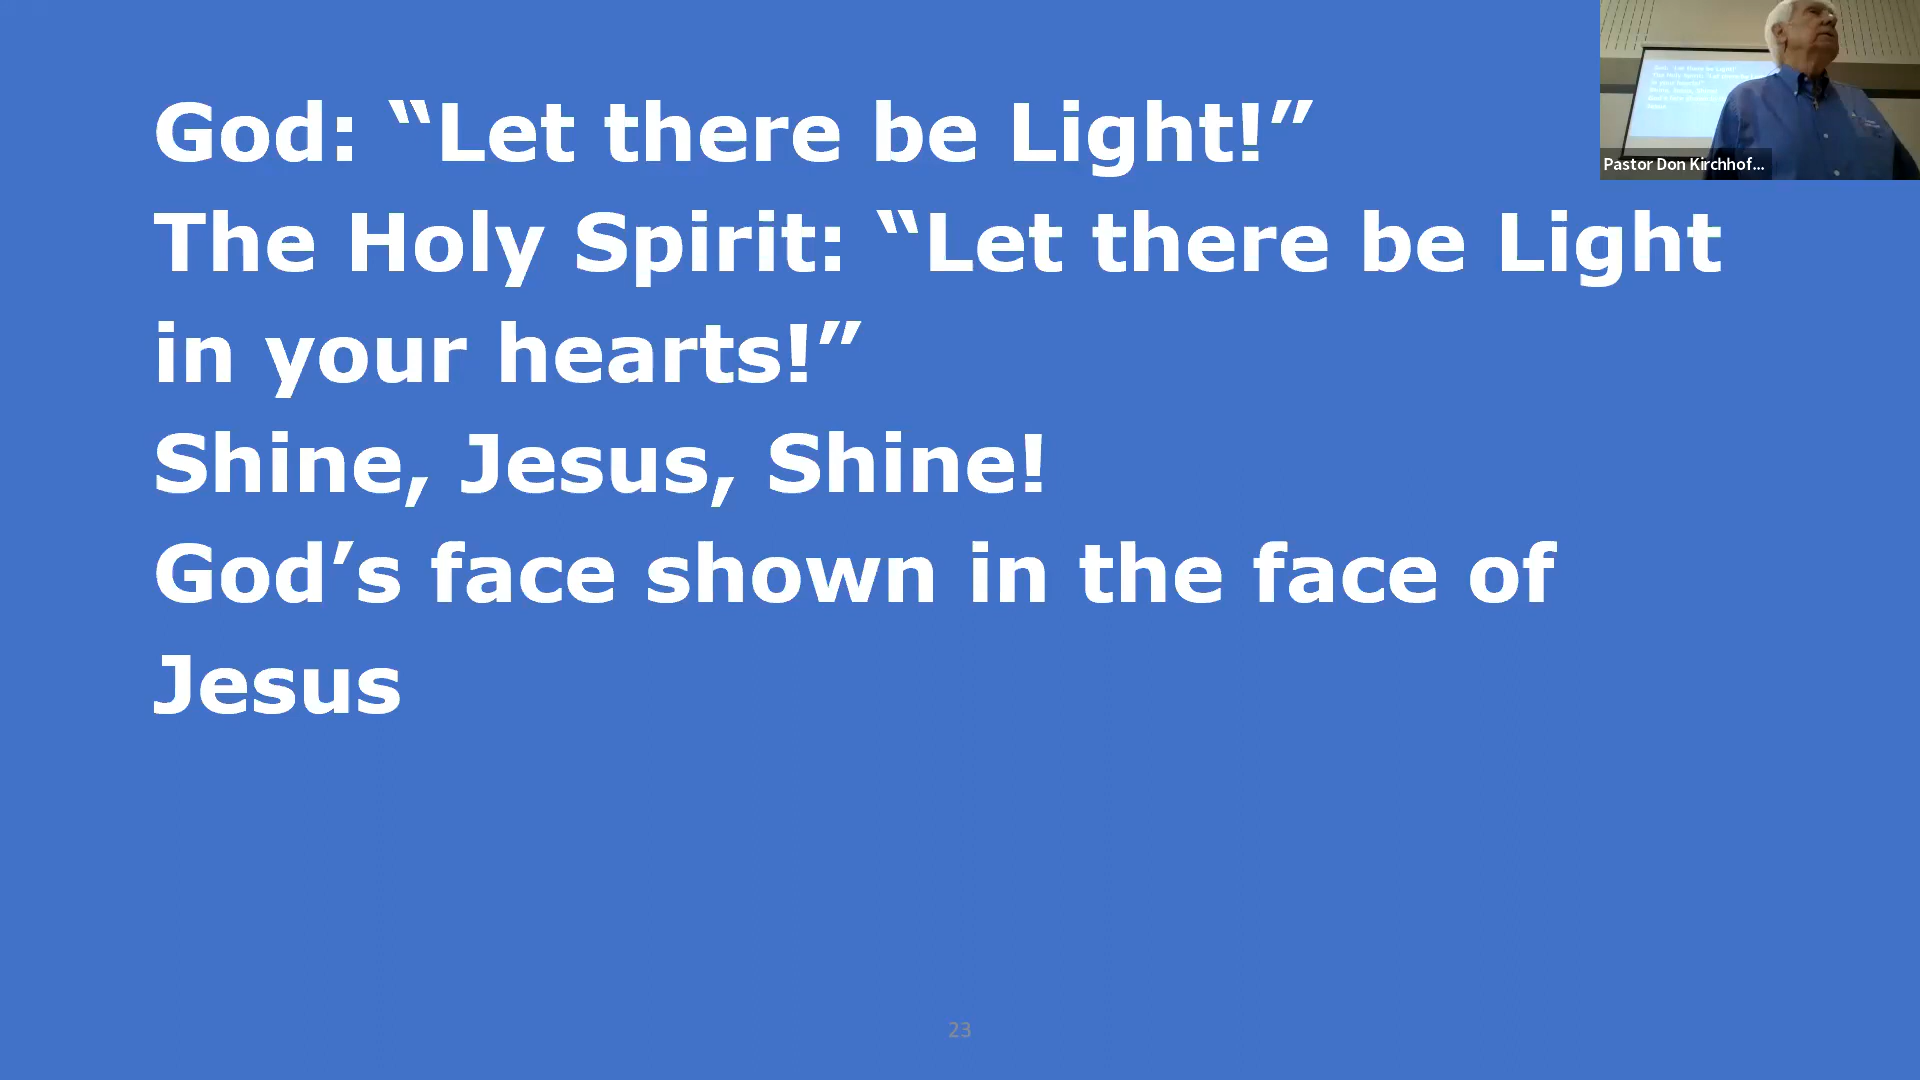 God: “Let there be Light!”
The Holy Spirit: “Let there be Light
in your hearts!”
Shine, Jesus, Shine!
God’s face shown in the face of
Jesus
Pastor Don Kirchhof...
23